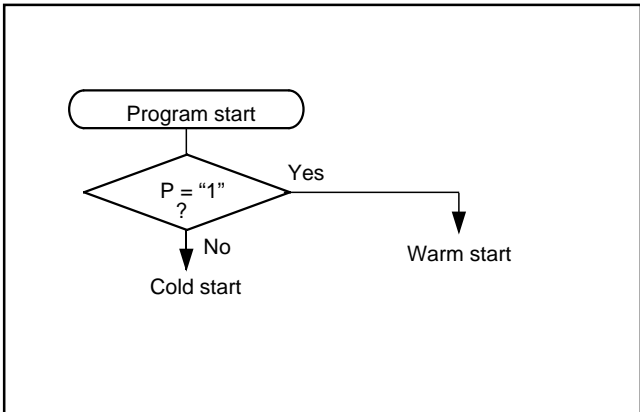 Program start
P = “1”
?
Yes
No
Warm start
Cold start